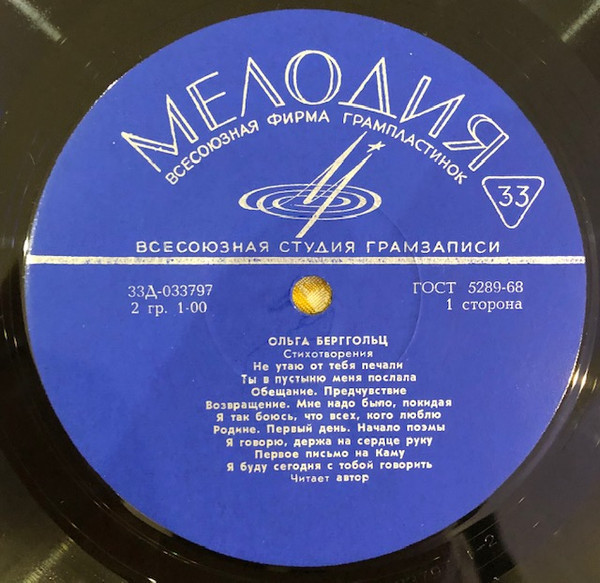 МЕЛОДИЯ
ВСЕСОЮЗНАЯ ФИРМА ГРАМПЛАСТИНОК
33
ВСЕСОЮЗНАЯ СТУДИЯ ГРАМЗАПИСИ
33Д-033797
2 гр. 1-00
ГОСТ 5289-68
1 сторона
ОЛЬГА БЕРГГОЛЬЦ
Стихотворения
Не утаю от тебя печали
Ты в пустыню меня послала
Обещание. Предчувствие
Возвращение. Мне надо было, покидая
Я так боюсь, что всех, кого люблю
Родине. Первый день. Начало поэмы
Я говорю, держа на сердце руку
Первое письмо на Каму
Я буду сегодня с тобой говорить
Читает автор